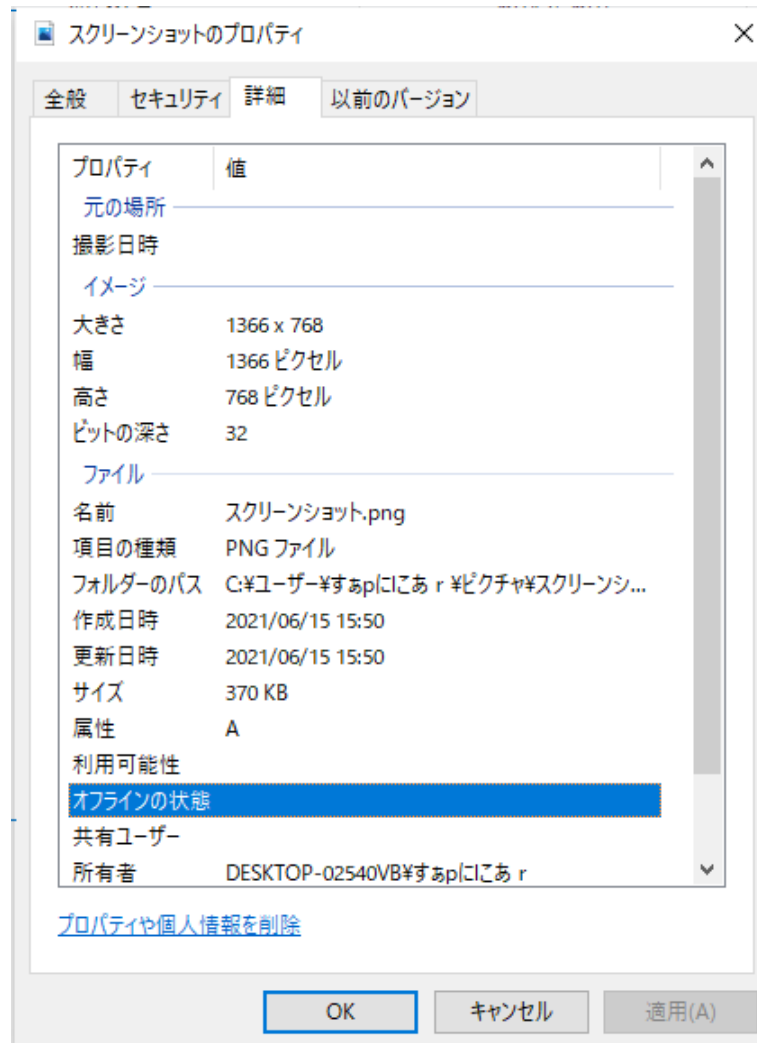 スクリーンショットのプロパティ
全般 セキュリティ 詳細 以前のバージョン
プロパティ 値
元の場所
撮影日時
イメージ
大きさ 1366 x 768
幅 1366 ピクセル
高さ 768 ピクセル
ビットの深さ 32
ファイル
名前 スクリーンショット.png
項目の種類 PNG ファイル
フォルダーのパス C:¥ユーザー¥すぁpにlこあ r ¥ピクチャ¥スクリーンシ...
作成日時 2021/06/15 15:50
更新日時 2021/06/15 15:50
サイズ 370 KB
属性 A
利用可能性
オフラインの状態
共有ユーザー
所有者 DESKTOP-02540VB¥すぁpにlこあ r
プロパティや個人情報を削除
OK キャンセル 適用(A)